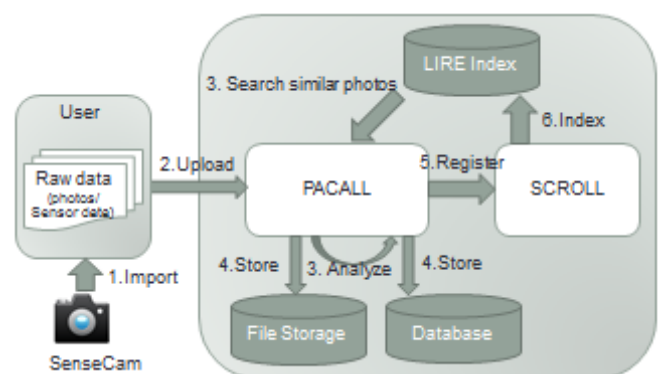 LIRE Index
3. Search similar photos
User
6.Index
2.Upload
5.Register
Raw data
(photos/
Sensor data)
PACALL
SCROLL
4.Store
3. Analyze
4.Store
1.Import
File Storage
Database
SenseCam